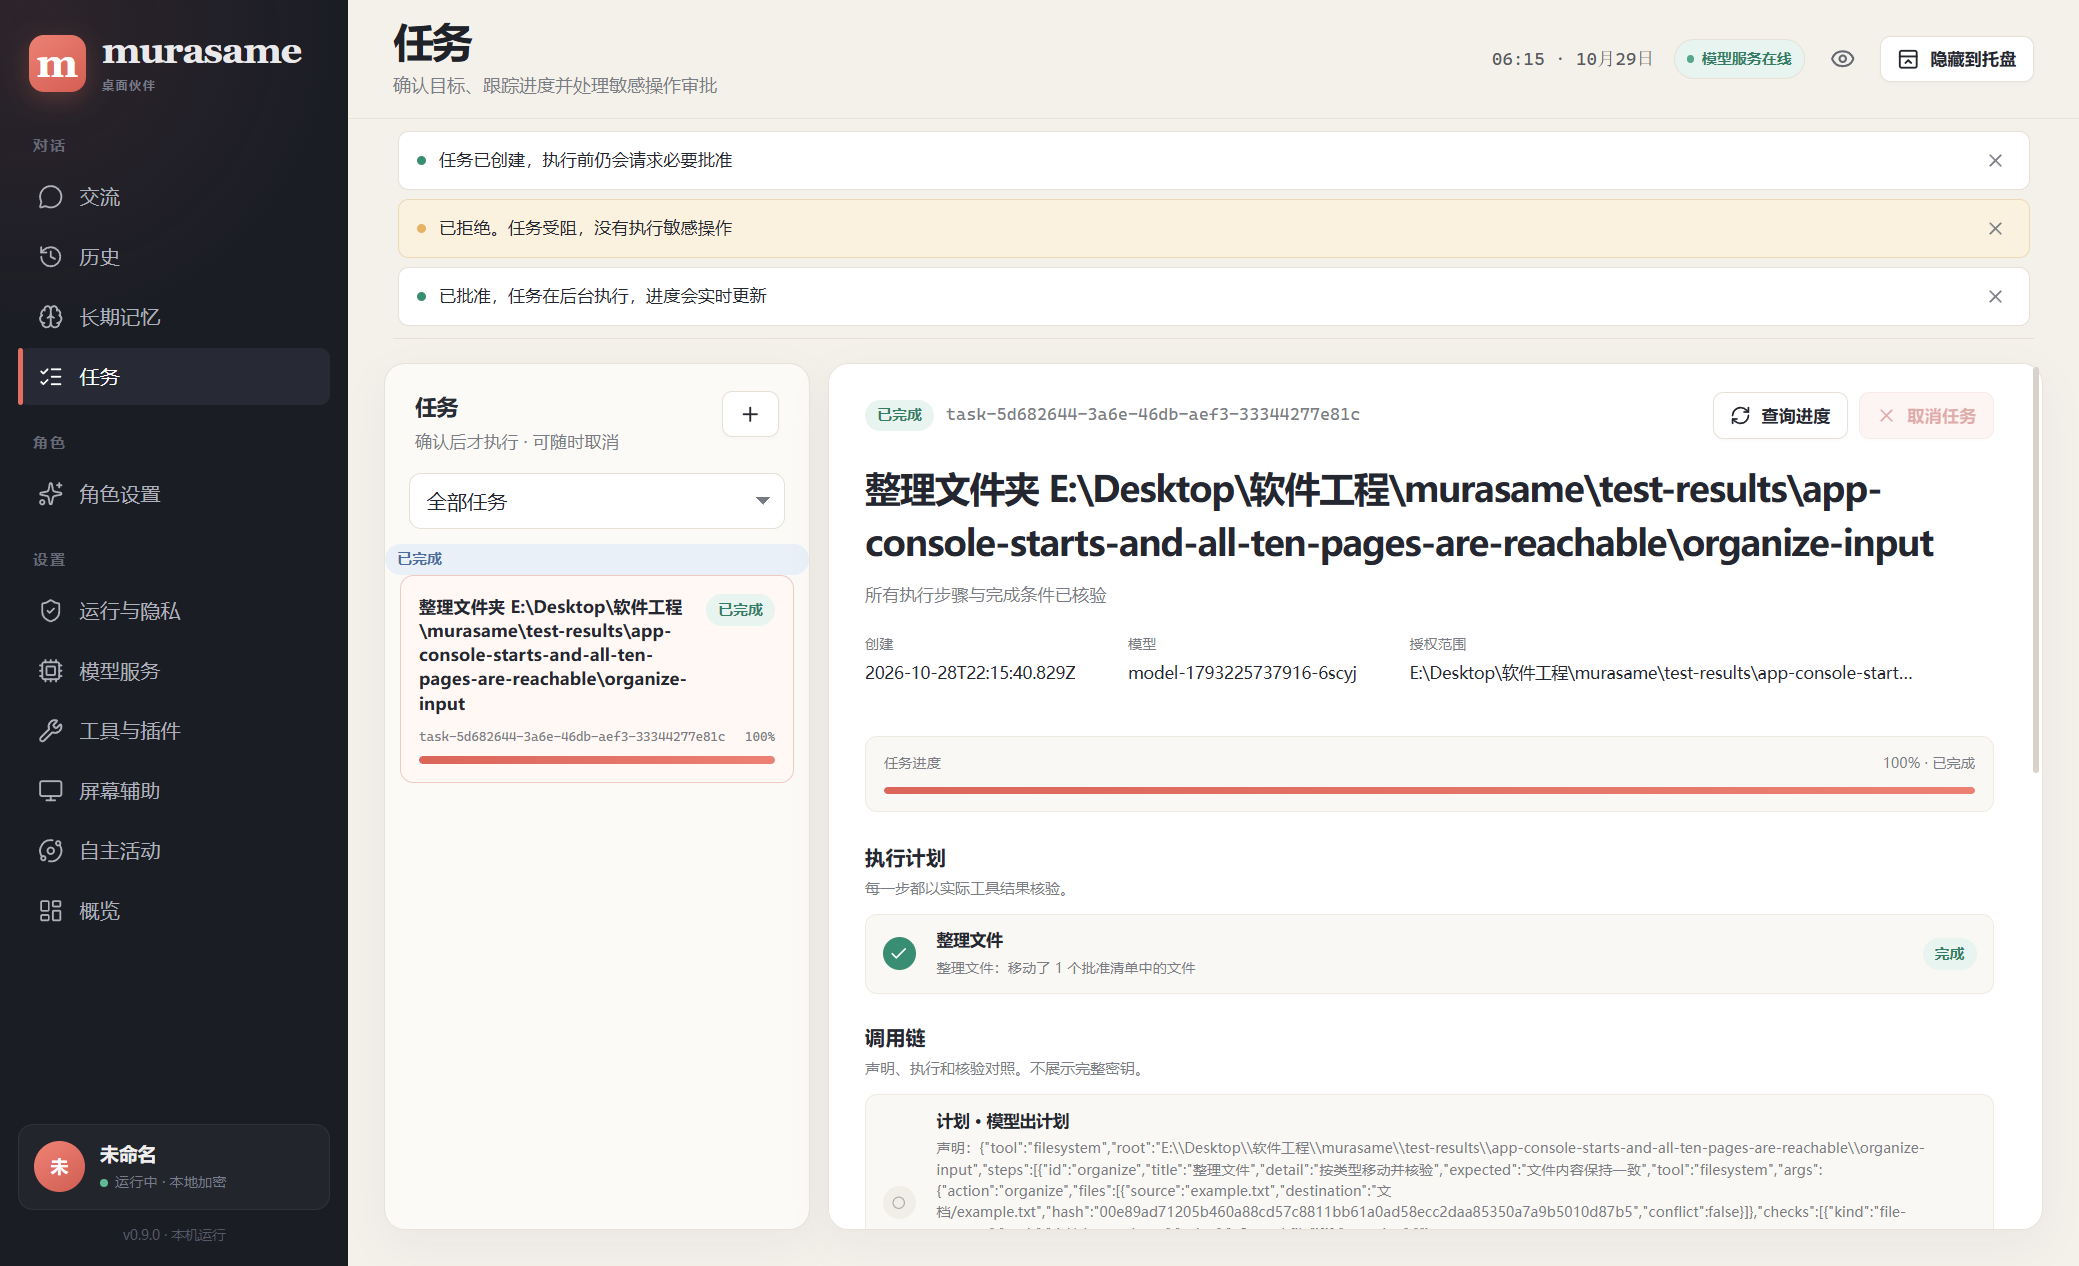 m murasame
桌面伙伴
对话
交流
历史
长期记忆
任务
角色
角色设置
设置
运行与隐私
模型服务
工具与插件
屏幕辅助
自主活动
概览
未 未命名
运行中 · 本地加密
v0.9.0 · 本机运行
任务
确认目标、跟踪进度并处理敏感操作审批
06:15 · 10月29日
模型服务在线
隐藏到托盘
任务已创建，执行前仍会请求必要批准
已拒绝。任务受阻，没有执行敏感操作
已批准，任务在后台执行，进度会实时更新
任务
确认后才执行 · 可随时取消
全部任务
已完成
整理文件夹 E:\Desktop\软件工程
\murasame\test-results\app-
console-starts-and-all-ten-
pages-are-reachable\organize-
input
已完成
task-5d682644-3a6e-46db-aef3-33344277e81c 100%
已完成 task-5d682644-3a6e-46db-aef3-33344277e81c
查询进度
取消任务
整理文件夹 E:\Desktop\软件工程\murasame\test-results\app-
console-starts-and-all-ten-pages-are-reachable\organize-input
所有执行步骤与完成条件已核验
创建
2026-10-28T22:15:40.829Z
模型
model-1793225737916-6scyj
授权范围
E:\Desktop\软件工程\murasame\test-results\app-console-start...
任务进度 100% · 已完成
执行计划
每一步都以实际工具结果核验。
整理文件
整理文件：移动了 1 个批准清单中的文件
完成
调用链
声明、执行和核验对照。不展示完整密钥。
计划 • 模型出计划
声明：{"tool":"filesystem","root":"E:\\Desktop\\软件工程\\murasame\\test-results\\app-console-starts-and-all-ten-pages-are-reachable\\organize-
input","steps":[{"id":"organize","title":"整理文件","detail":"按类型移动并核验","expected":"文件内容保持一致","tool":"filesystem","args":
{"action":"organize","files":[{"source":"example.txt","destination":"文
档/example.txt","hash":"00e89ad71205b460a88cd57c8811bb61a0ad58ecc2daa85350a7a9b5010d87b5","conflict":false}]},"checks":[{"kind":"file-